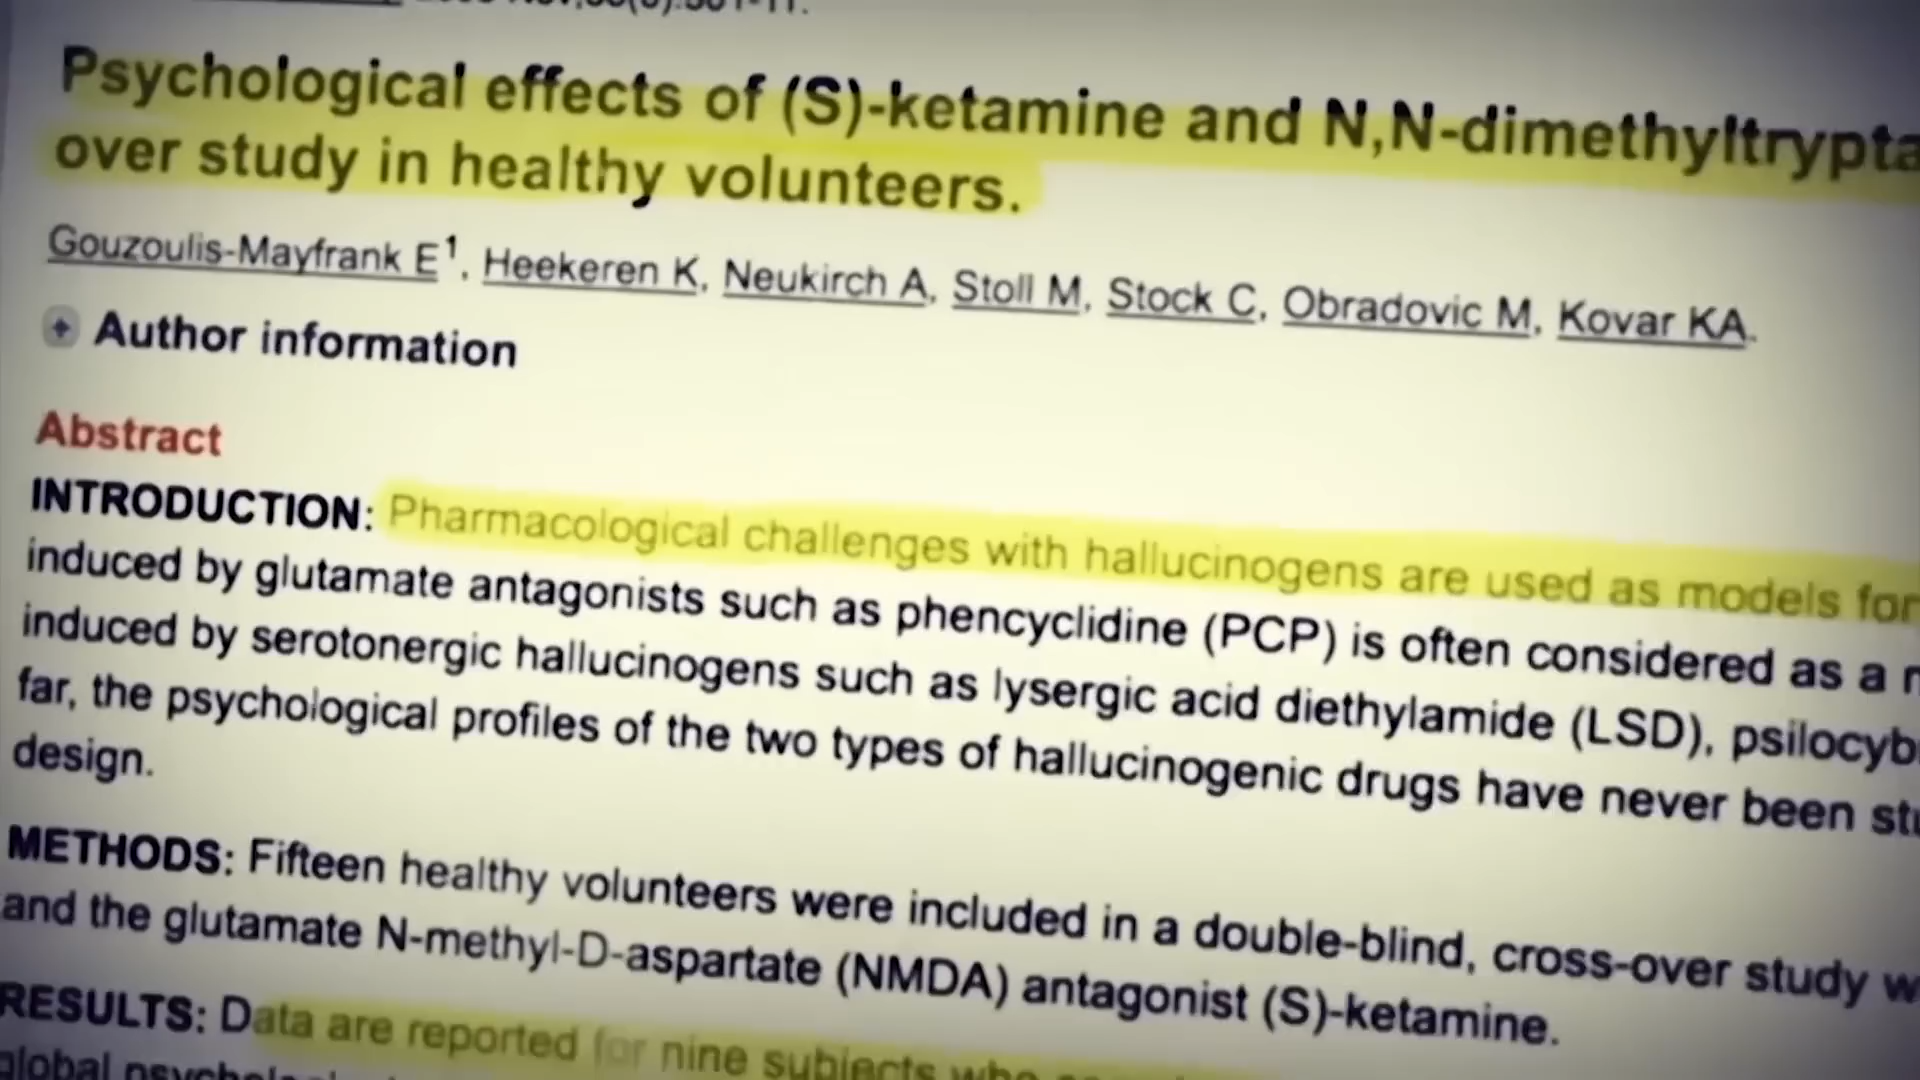 Psychological effects of (S)-ketamine and N,N-dimethyltrypta
over study in healthy volunteers.
Gouzoulis-Mayfrank E1, Heekeren K, Neukirch A, Stoll M, Stock C, Obradovic M, Kovar KA.
Author information
Abstract
INTRODUCTION: Pharmacological challenges with hallucinogens are used as models for
induced by glutamate antagonists such as phencyclidine (PCP) is often considered as a
induced by serotonergic hallucinogens such as lysergic acid diethylamide (LSD), psilocyb
far, the psychological profiles of the two types of hallucinogenic drugs have never been
design.
METHODS: Fifteen healthy volunteers were included in a double-blind, cross-over study
and the glutamate N-methyl-D-aspartate (NMDA) antagonist (S)-ketamine.
RESULTS: Data are reported for nine subjects who
global